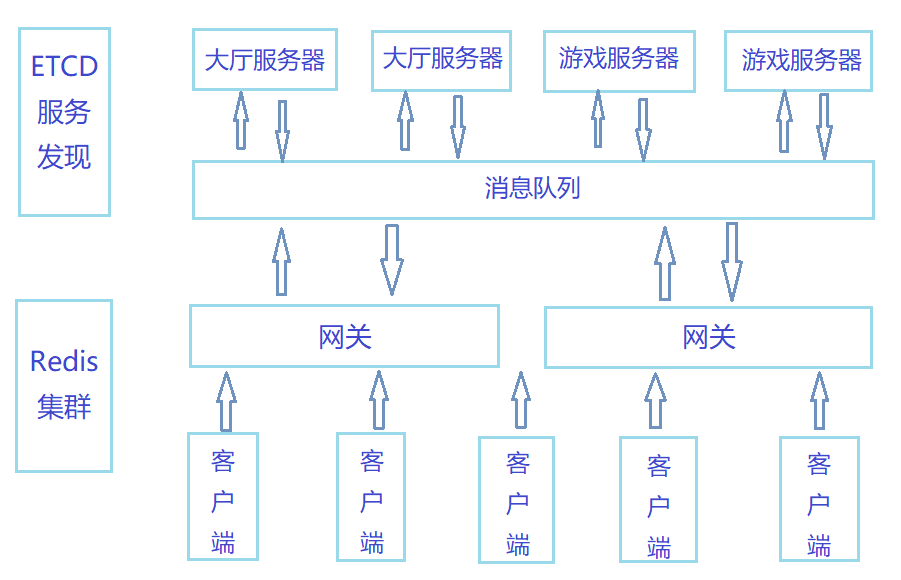 ETCD
服务
发现
大厅服务器
大厅服务器
游戏服务器
游戏服务器
消息队列
Redis
集群
网关
网关
客
户
端
客
户
端
客
户
端
客
户
端
客
户
端